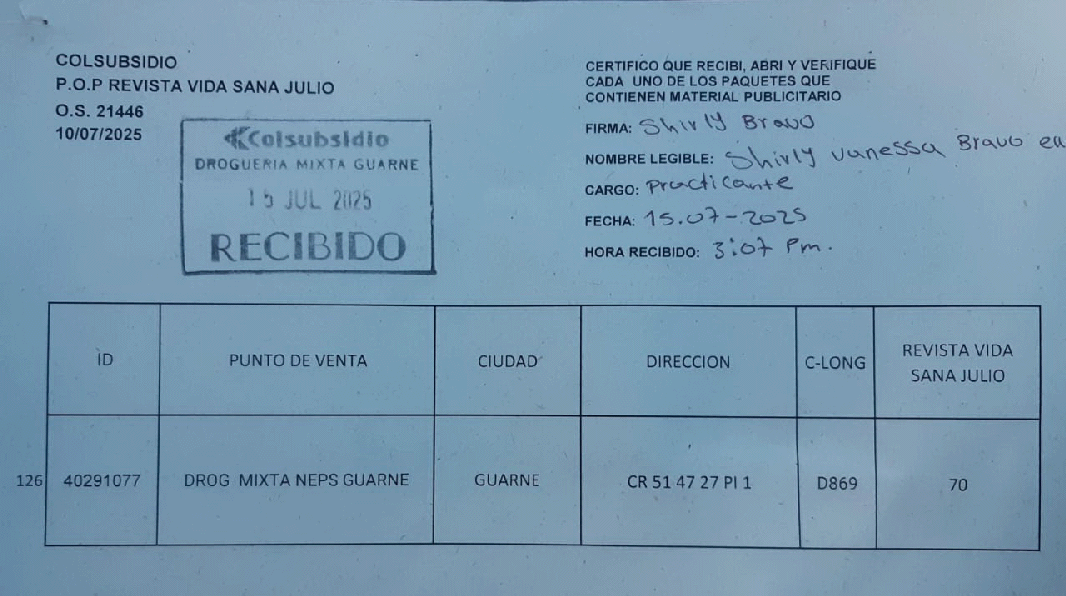 COLSUBSIDIO
P.O.P REVISTA VIDA SANA JULIO
O.S. 21446
10/07/2025
Colsubsidio
DROGUERIA MIXTA GUARNE
15 JUL 2025
RECIBIDO
CERTIFICO QUE RECIBI, ABRI Y VERIFIQUE
CADA UNO DE LOS PAQUETES QUE
CONTIENEN MATERIAL PUBLICITARIO
FIRMA: Shirly Bravo
NOMBRE LEGIBLE: Shirly vanessa Bravo
CARGO: Practicante
FECHA: 15.07-2025
HORA RECIBIDO: 3:07 Pm.
ID PUNTO DE VENTA CIUDAD DIRECCION C-LONG REVISTA VIDA
SANA JULIO
126 40291077 DROG MIXTA NEPS GUARNE GUARNE CR 51 47 27 PI 1 D869 70